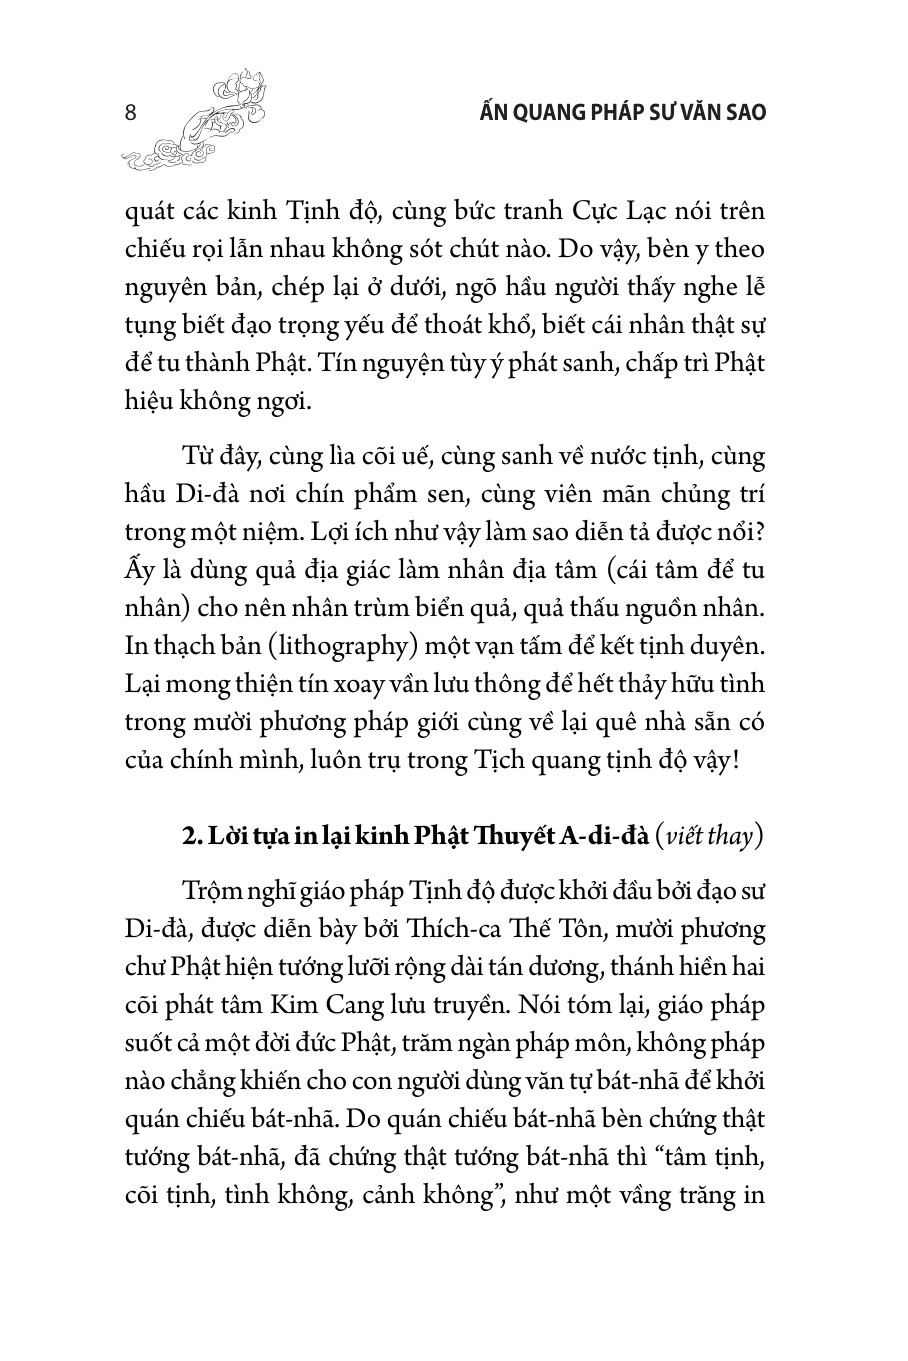 8
ẤN QUANG PHÁP SƯ VĂN SAO
quát các kinh Tịnh độ, cùng bức tranh Cực Lạc nói trên
chiếu rọi lẫn nhau không sót chút nào. Do vậy, bèn y theo
nguyên bản, chép lại ở dưới, ngõ hầu người thấy nghe lễ
tụng biết đạo trọng yếu để thoát khổ, biết cái nhân thật sự
để tu thành Phật. Tín nguyện tùy ý phát sanh, chấp trì Phật
hiệu không ngơi.
Từ đây, cùng lìa cõi uế, cùng sanh về nước tịnh, cùng
hầu Di-đà nơi chín phẩm sen, cùng viên mãn chủng trí
trong một niệm. Lợi ích như vậy làm sao diễn tả được nổi?
Ấy là dùng quả địa giác làm nhân địa tâm (cái tâm để tu
nhân) cho nên nhân trùm biển quả, quả thấu nguồn nhân.
In thạch bản (lithography) một vạn tấm để kết tịnh duyên.
Lại mong thiện tín xoay vần lưu thông để hết thảy hữu tình
trong mười phương pháp giới cùng về lại quê nhà sẵn có
của chính mình, luôn trụ trong Tịch quang tịnh độ vậy!
2. Lời tựa in lại kinh Phật Thuyết A-di-đà (viết thay)
Trộm nghĩ giáo pháp Tịnh độ được khởi đầu bởi đạo sư
Di-đà, được diễn bày bởi Thích-ca Thế Tôn, mười phương
chư Phật hiện tướng lưỡi rộng dài tán dương, thánh hiền hai
cõi phát tâm Kim Cang lưu truyền. Nói tóm lại, giáo pháp
suốt cả một đời đức Phật, trăm ngàn pháp môn, không pháp
nào chẳng khiến cho con người dùng văn tự bát-nhã để khởi
quán chiếu bát-nhã. Do quán chiếu bát-nhã bèn chứng thật
tướng bát-nhã, đã chứng thật tướng bát-nhã thì “tâm tịnh,
cõi tịnh, tình không, cảnh không”, như một vầng trăng in